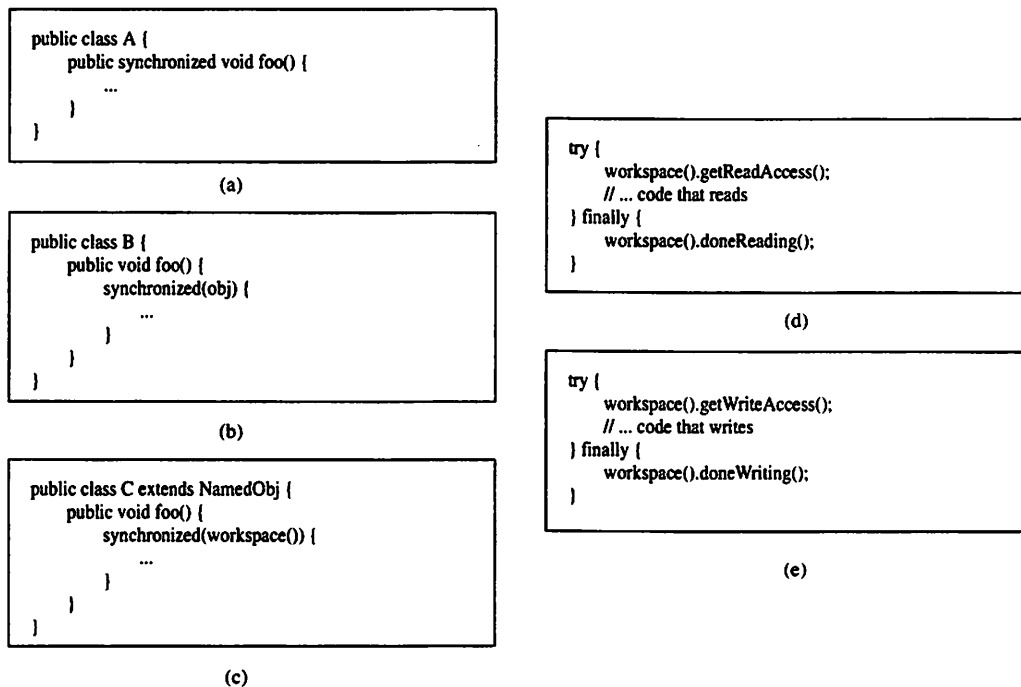 public class A {
public synchronized void foo() {
...
}
}
(a)
public class B {
public void foo() {
synchronized(obj) {
...
}
}
}
(b)
public class C extends NamedObj {
public void foo() {
synchronized(workspace()) {
...
}
}
}
(c)
try {
workspace().getReadAccess();
// ... code that reads
} finally {
workspace().doneReading();
}
(d)
try {
workspace().getWriteAccess();
// ... code that writes
} finally {
workspace().doneWriting();
}
(e)